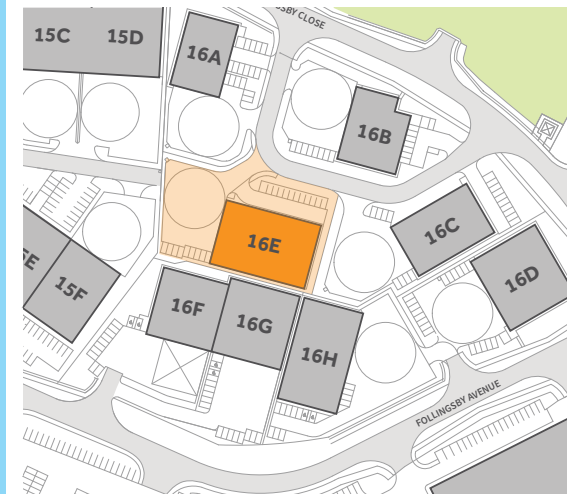 SBY CLOSE
15C
15D
16A
16B
16C
16E
16D
5E
15F
16F
16G
16H
FOLLINGSBY AVENUE